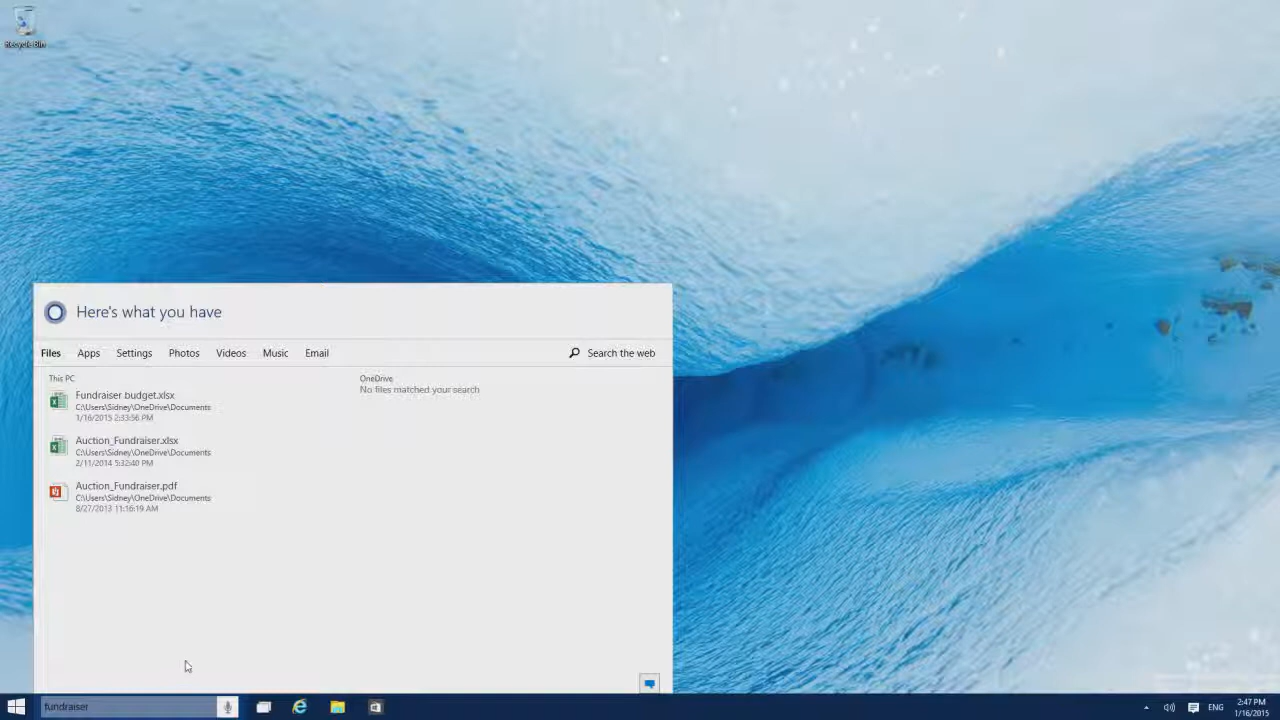 Recycle Bin
Here's what you have
Files Apps Settings Photos Videos Music Email Search the web
This PC
Fundraiser budget.xlsx
C:\Users\Sidney\OneDrive\Documents
1/16/2015 2:33:56 PM
Auction_Fundraiser.xlsx
C:\Users\Sidney\OneDrive\Documents
2/11/2014 5:32:40 PM
Auction_Fundraiser.pdf
C:\Users\Sidney\OneDrive\Documents
8/27/2013 11:16:19 AM
OneDrive
No files matched your search
fundraiser
ENG
2:47 PM
1/16/2015